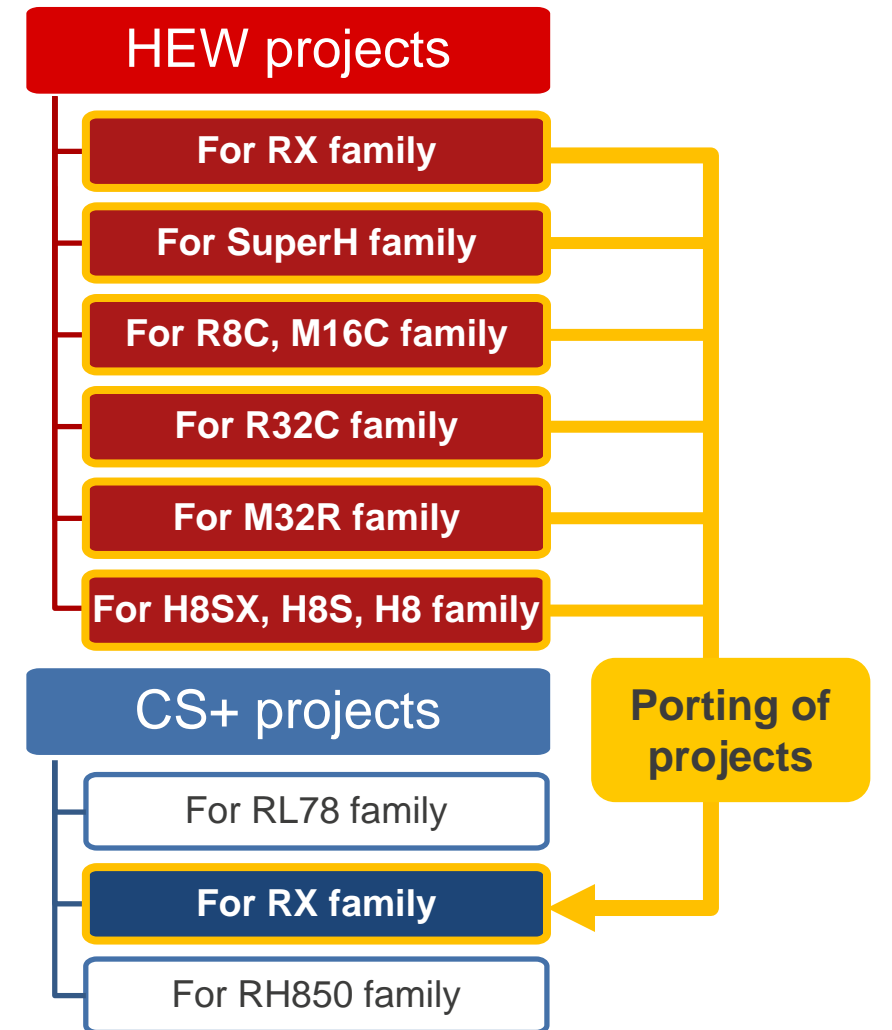 HEW projects
For RX family
For SuperH family
For R8C, M16C family
For R32C family
For M32R family
For H8SX, H8S, H8 family
CS+ projects
Porting of
projects
For RL78 family
For RX family
For RH850 family